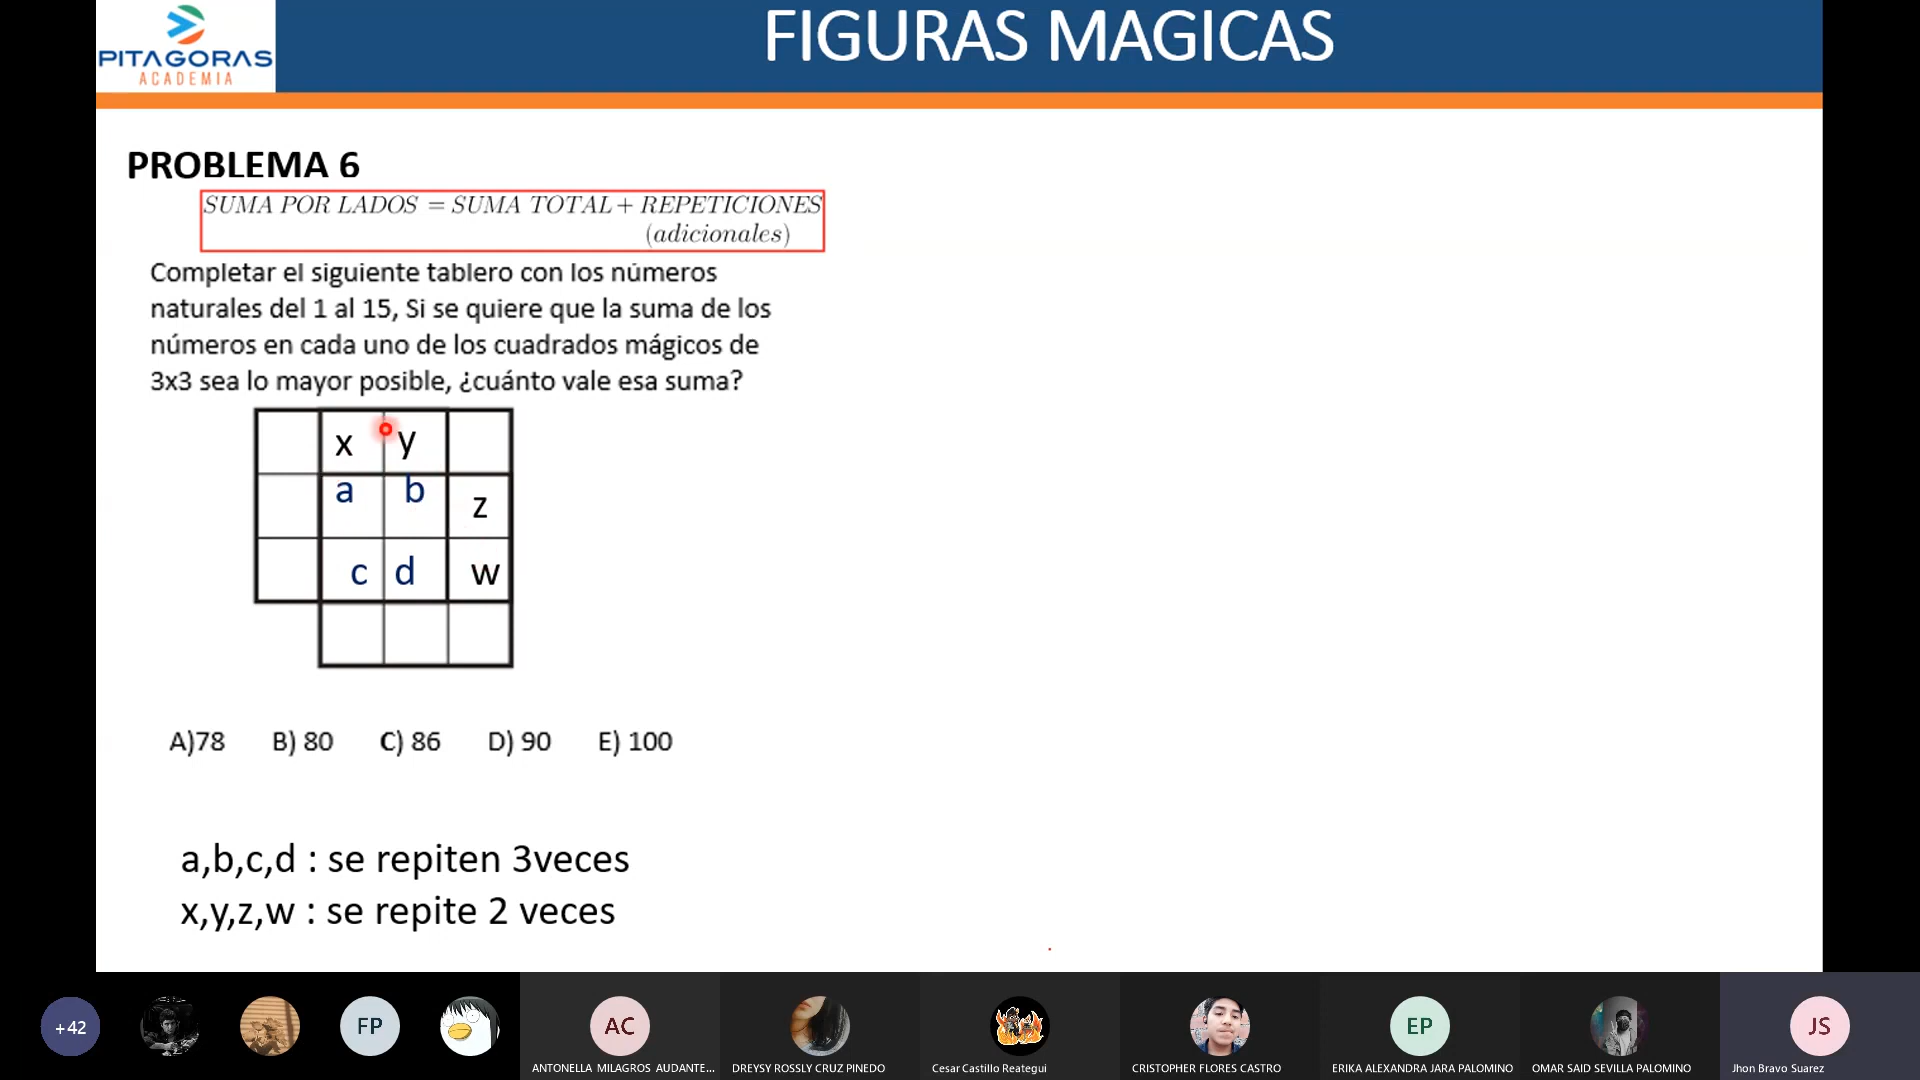 PITAGORAS
ACADEMIA
FIGURAS MAGICAS
PROBLEMA 6
SUMA POR LADOS = SUMA TOTAL + REPETICIONES
(adicionales)
Completar el siguiente tablero con los números
naturales del 1 al 15, Si se quiere que la suma de los
números en cada uno de los cuadrados mágicos de
3x3 sea lo mayor posible, ¿cuánto vale esa suma?
x y
a b z
c d w
A)78 B) 80 C) 86 D) 90 E) 100
a,b,c,d : se repiten 3veces
x,y,z,w : se repite 2 veces
+42 FP AC EP JS
ANTONELLA MILAGROS AUDANTE... DREYSY ROSSLY CRUZ PINEDO Cesar Castillo Reategui CRISTOPHER FLORES CASTRO ERIKA ALEXANDRA JARA PALOMINO OMAR SAID SEVILLA PALOMINO Jhon Bravo Suarez